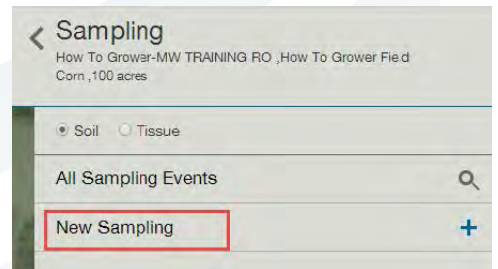 Sampling
How To Grower-MW TRAINING RO ,How To Grower Field
Corn ,100 acres
Soil Tissue
All Sampling Events
New Sampling